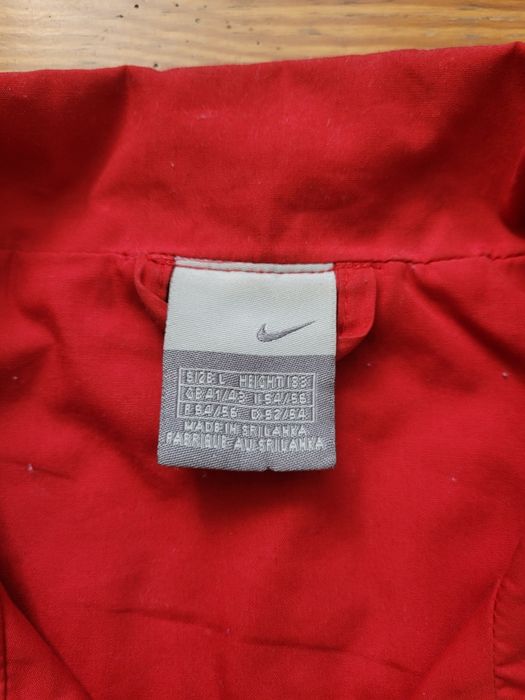 SIZE: L HEIGHT: 183
GB: 41/43 I: 54/56
F: 54/56 D: 52/54
MADE IN SRI LANKA
FABRIQUE AU SRI LANKA